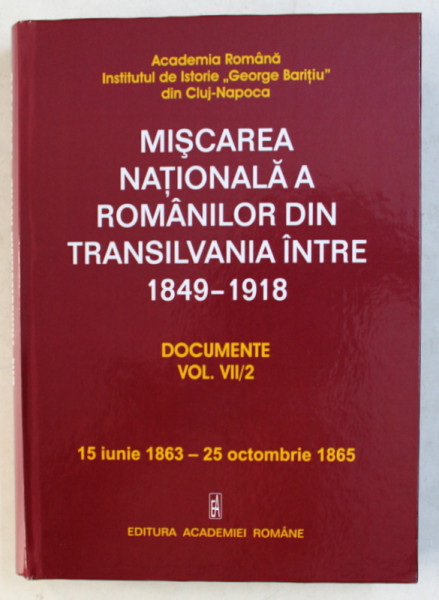 Academia Română
Institutul de Istorie „George Barițiu”
din Cluj-Napoca
MIŞCAREA
NAȚIONALĂ A
ROMÂNILOR DIN
TRANSILVANIA ÎNTRE
1849–1918
DOCUMENTE
VOL. VII/2
15 iunie 1863 – 25 octombrie 1865
EDITURA ACADEMIEI ROMÂNE